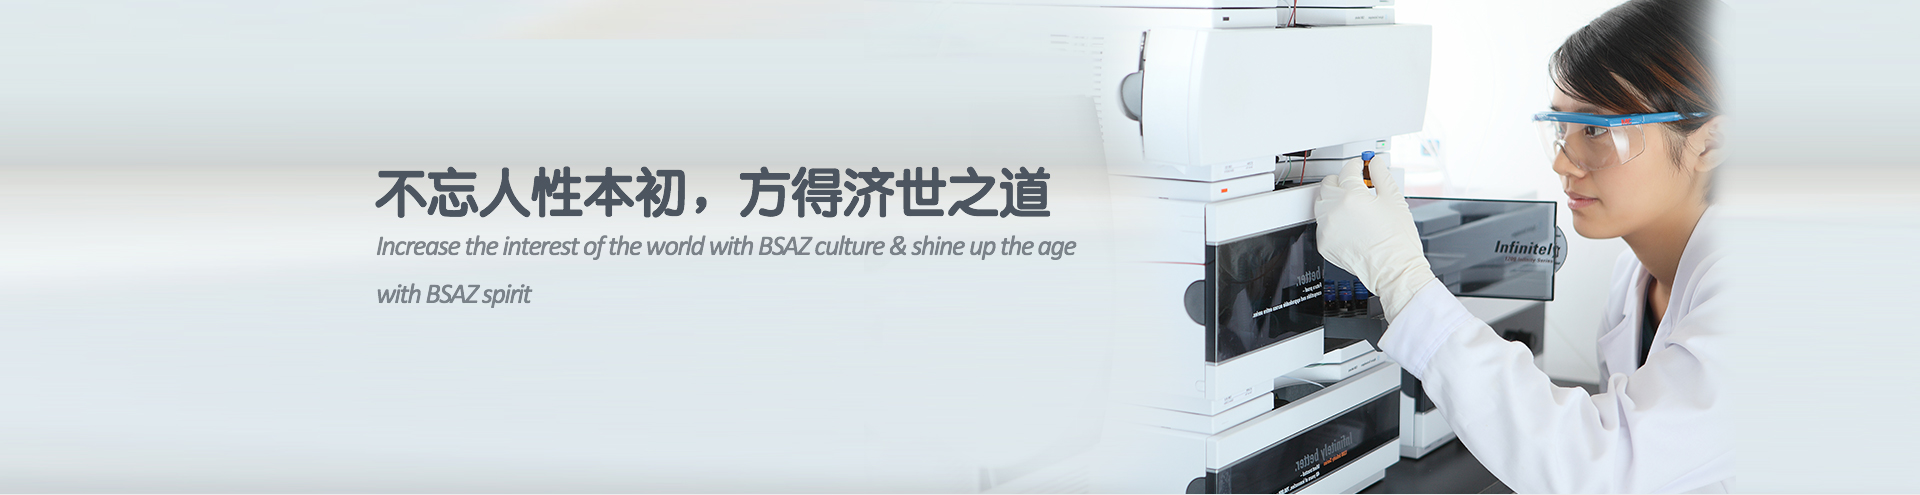 不忘人性本初，方得济世之道
Increase the interest of the world with BSAZ culture & shine up the age
with BSAZ spirit
Infinitely
better.
Infinitely better.